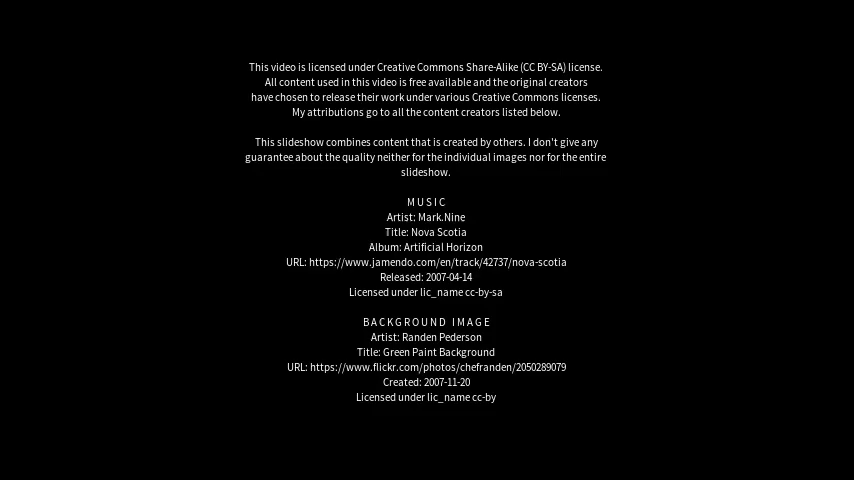 This video is licensed under Creative Commons Share-Alike (CC BY-SA) license.
All content used in this video is free available and the original creators
have chosen to release their work under various Creative Commons licenses.
My attributions go to all the content creators listed below.
This slideshow combines content that is created by others. I don't give any
guarantee about the quality neither for the individual images nor for the entire
slideshow.
MUSIC
Artist: Mark.Nine
Title: Nova Scotia
Album: Artificial Horizon
URL: https://www.jamendo.com/en/track/42737/nova-scotia
Released: 2007-04-14
Licensed under lic_name cc-by-sa
BACKGROUND IMAGE
Artist: Randen Pederson
Title: Green Paint Background
URL: https://www.flickr.com/photos/chefranden/2050289079
Created: 2007-11-20
Licensed under lic_name cc-by